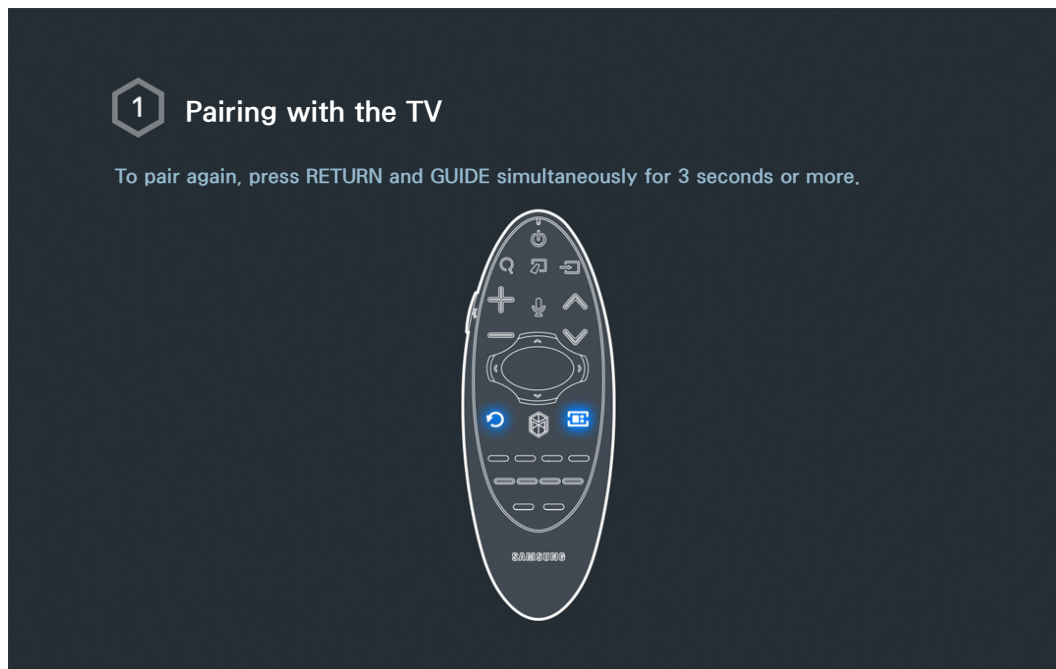 1
Pairing with the TV
To pair again, press RETURN and GUIDE simultaneously for 3 seconds or more.
SAMSUNG